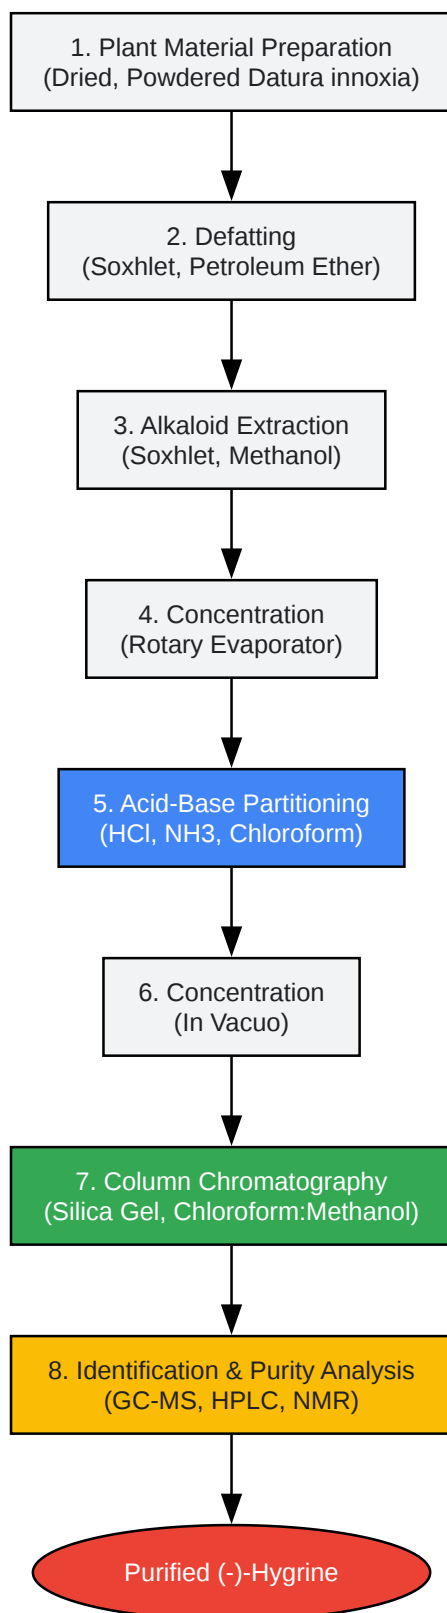 1. Plant Material Preparation
(Dried, Powdered Datura innoxia)
2. Defatting
(Soxhlet, Petroleum Ether)
3. Alkaloid Extraction
(Soxhlet, Methanol)
4. Concentration
(Rotary Evaporator)
5. Acid-Base Partitioning
(HCl, NH3, Chloroform)
6. Concentration
(In Vacuo)
7. Column Chromatography
(Silica Gel, Chloroform:Methanol)
8. Identification & Purity Analysis
(GC-MS, HPLC, NMR)
Purified (-)-Hygrine